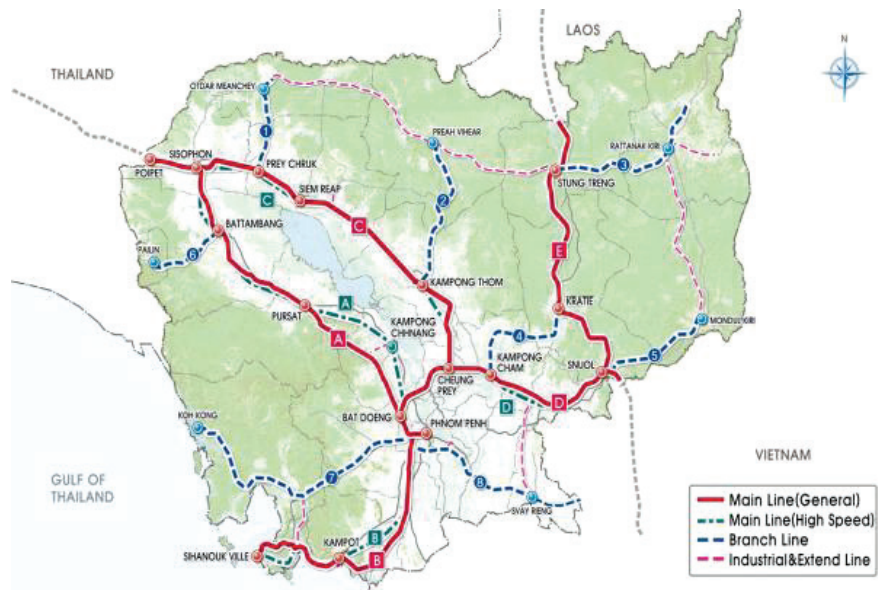 LAOS
N
THAILAND
OTDAR MEANCHEY
1
PREAH VIHEAR
RATTANAK KIRI
3
SISOPHON
POIPET
PREY CHRUK
STUNG TRENG
C
SIEM REAP
2
C
BATTAMBANG
E
PAILIN
6
KAMPONG THOM
A
PURSAT
KRATIE
KAMPONG
CHHNANG
MONDUL KIRI
A
4
KAMPONG
CHAM
SNUOL
5
CHEUNG
PREY
D
D
BAT DOENG
KOH KONG
PHNOM PENH
VIETNAM
GULF OF
THAILAND
7
8
SVAY RIENG
Main Line(General)
Main Line(High Speed)
Branch Line
Industrial&Extend Line
B
KAMPOT
SIHANOUK VILLE
B